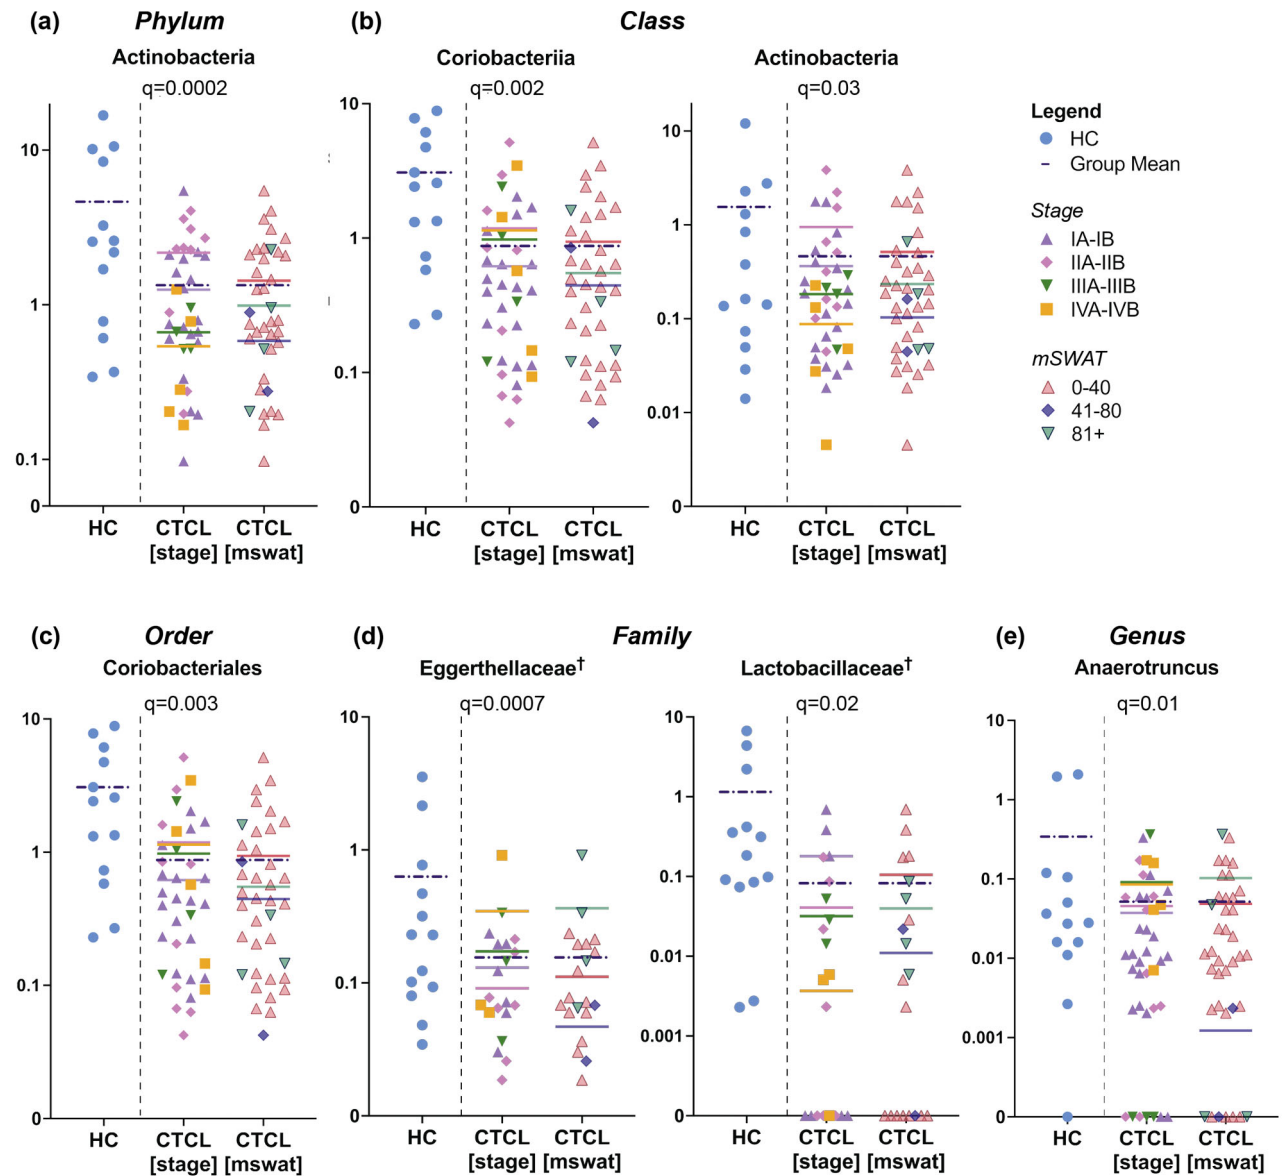 (a) Phylum
Actinobacteria
q=0.0002
10
1
0.1
0
HC
CTCL
[stage]
CTCL
[mswat]
(b) Class
Coriobacteriia
q=0.002
10
1
0.1
0
HC
CTCL
[stage]
CTCL
[mswat]
Actinobacteria
q=0.03
10
1
0.1
0.01
0
HC
CTCL
[stage]
CTCL
[mswat]
Legend
HC
Group Mean
Stage
IA-IB
IIA-IIB
IIIA-IIIB
IVA-IVB
mSWAT
0-40
41-80
81+
(c) Order
Coriobacteriales
q=0.003
10
1
0.1
0
HC
CTCL
[stage]
CTCL
[mswat]
(d) Family
Eggerthellaceae†
q=0.0007
10
1
0.1
0
HC
CTCL
[stage]
CTCL
[mswat]
Lactobacillaceae†
q=0.02
10
1
0.1
0.01
0.001
0
HC
CTCL
[stage]
CTCL
[mswat]
(e) Genus
Anaerotruncus
q=0.01
10
1
0.1
0.01
0.001
0
HC
CTCL
[stage]
CTCL
[mswat]